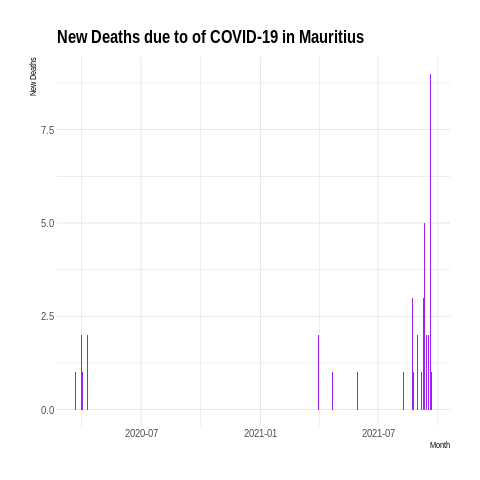 New Deaths due to of COVID-19 in Mauritius
New Deaths
7.5
5.0
2.5
0.0
2020-07 2021-01 2021-07
Month